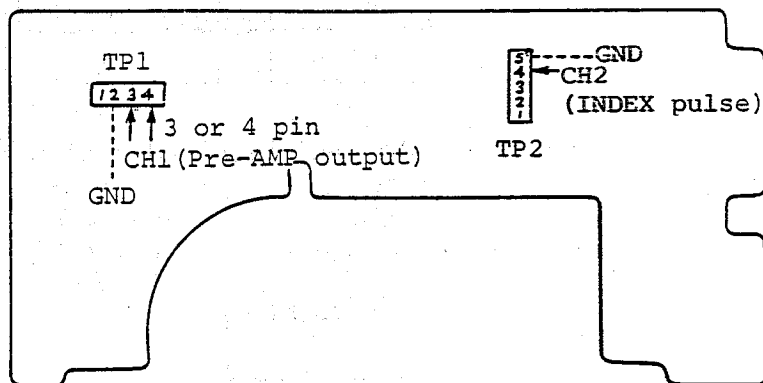 TP1
1 2 3 4
3 or 4 pin
CH1(Pre-AMP output)
GND
5
4
3
2
1
GND
CH2
(INDEX pulse)
TP2